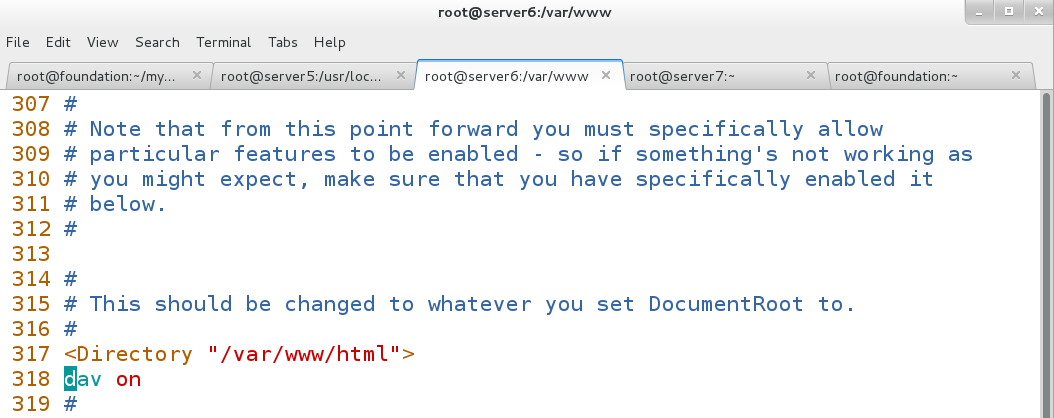 root@server6:/var/www
File Edit View Search Terminal Tabs Help
root@foundation:~/my... root@server5:/usr/loc... root@server6:/var/www root@server7:~ root@foundation:~
307 #
308 # Note that from this point forward you must specifically allow
309 # particular features to be enabled - so if something's not working as
310 # you might expect, make sure that you have specifically enabled it
311 # below.
312 #
313
314 #
315 # This should be changed to whatever you set DocumentRoot to.
316 #
317 <Directory "/var/www/html">
318 dav on
319 #